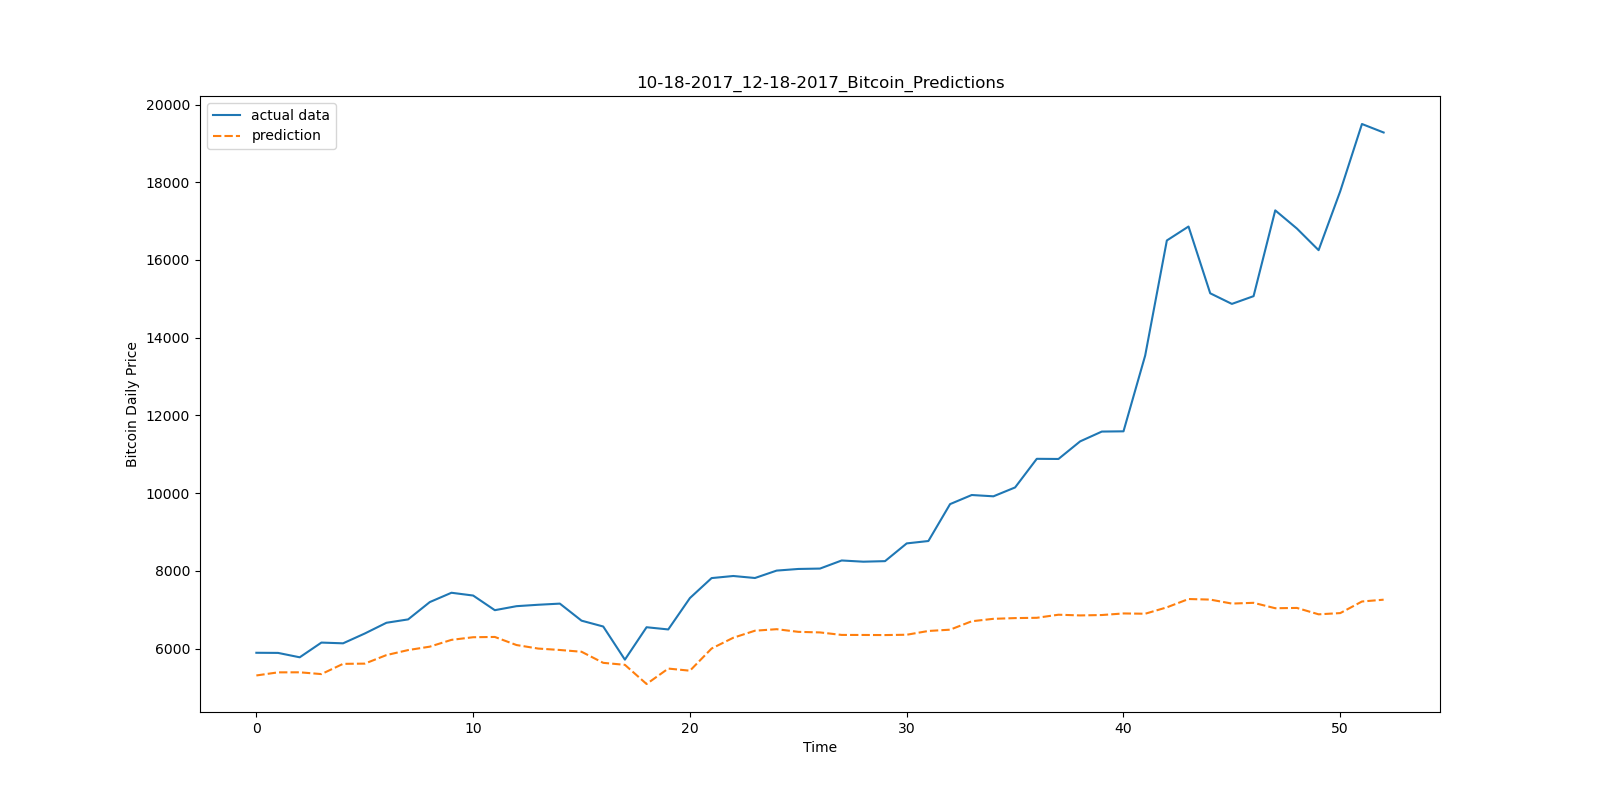 10-18-2017_12-18-2017_Bitcoin_Predictions
actual data
prediction
20000
18000
16000
14000
12000
10000
8000
6000
Bitcoin Daily Price
0 10 20 30 40 50
Time